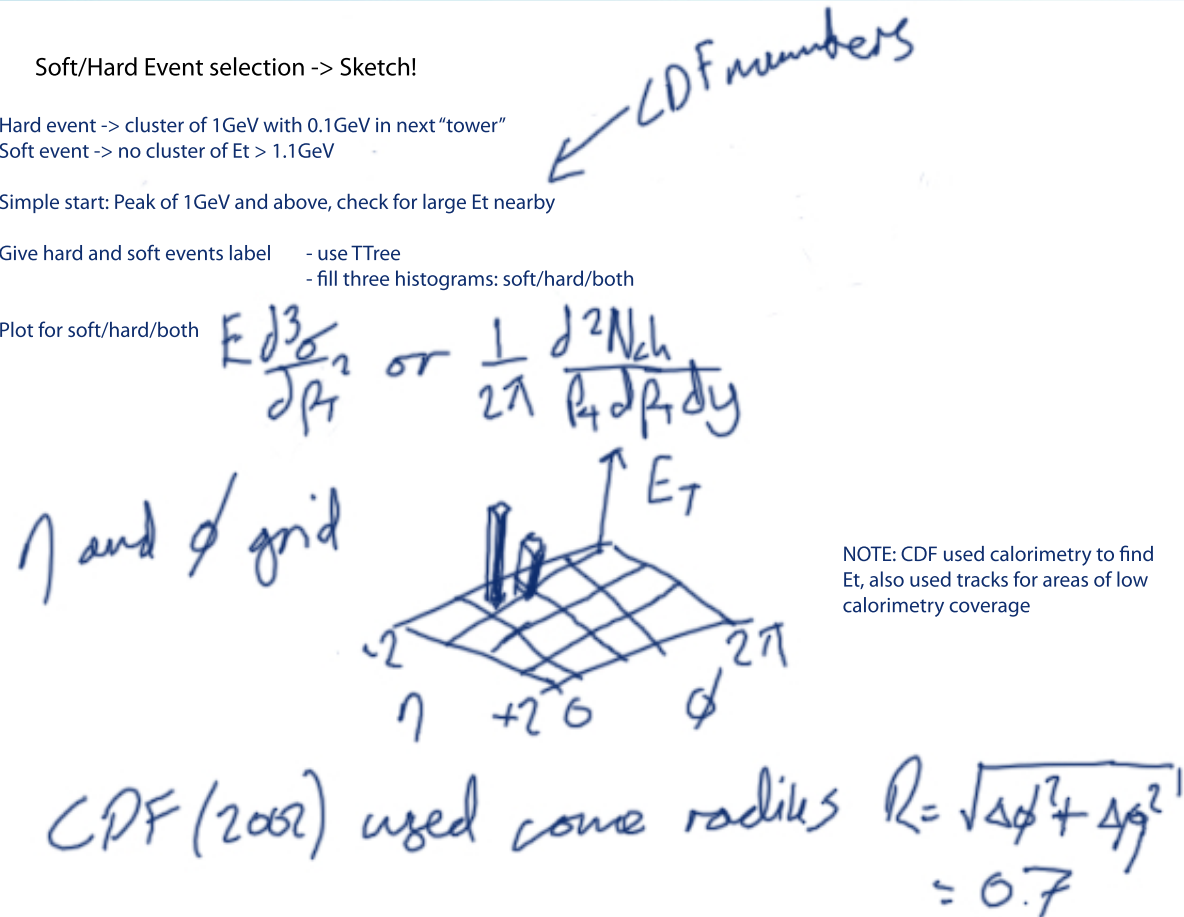 CDF numbers
Soft/Hard Event selection -> Sketch!
Hard event -> cluster of 1GeV with 0.1GeV in next “tower”
Soft event -> no cluster of Et > 1.1GeV
Simple start: Peak of 1GeV and above, check for large Et nearby
Give hard and soft events label - use TTree
- fill three histograms: soft/hard/both
Plot for soft/hard/both E d³σ/dp_T² or 1/2π d²Nch/p_T dp_T dy
η and ϕ grid
E_T
NOTE: CDF used calorimetry to find
Et, also used tracks for areas of low
calorimetry coverage
-2
2π
η +2 0 ϕ
CDF (2002) used cone radius R = √Δϕ² + Δη²
= 0.7